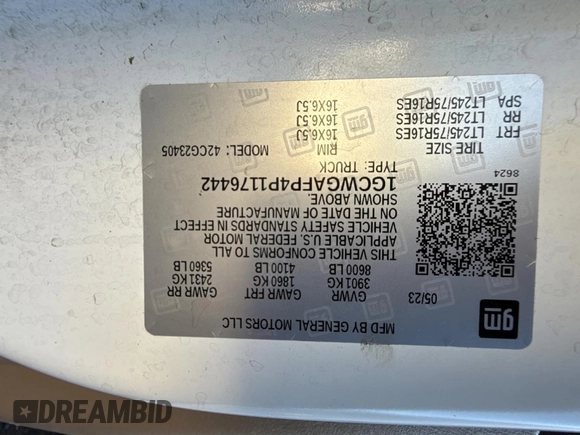 gm
MFD BY GENERAL MOTORS LLC
05/23
GVWR GAWR FRT GAWR RR
3901 KG 1860 KG 2431 KG
8600 LB 4100 LB 5360 LB
THIS VEHICLE CONFORMS TO ALL
APPLICABLE U.S. FEDERAL MOTOR
VEHICLE SAFETY STANDARDS IN EFFECT
ON THE DATE OF MANUFACTURE
SHOWN ABOVE.
1GCWGAFP4P1176442
TYPE: TRUCK
8624
MODEL: 42CG23405
TIRE SIZE RIM
FRT LT245/75R16ES 16X6.5J
RR LT245/75R16ES 16X6.5J
SPA LT245/75R16ES 16X6.5J
DREAMBID